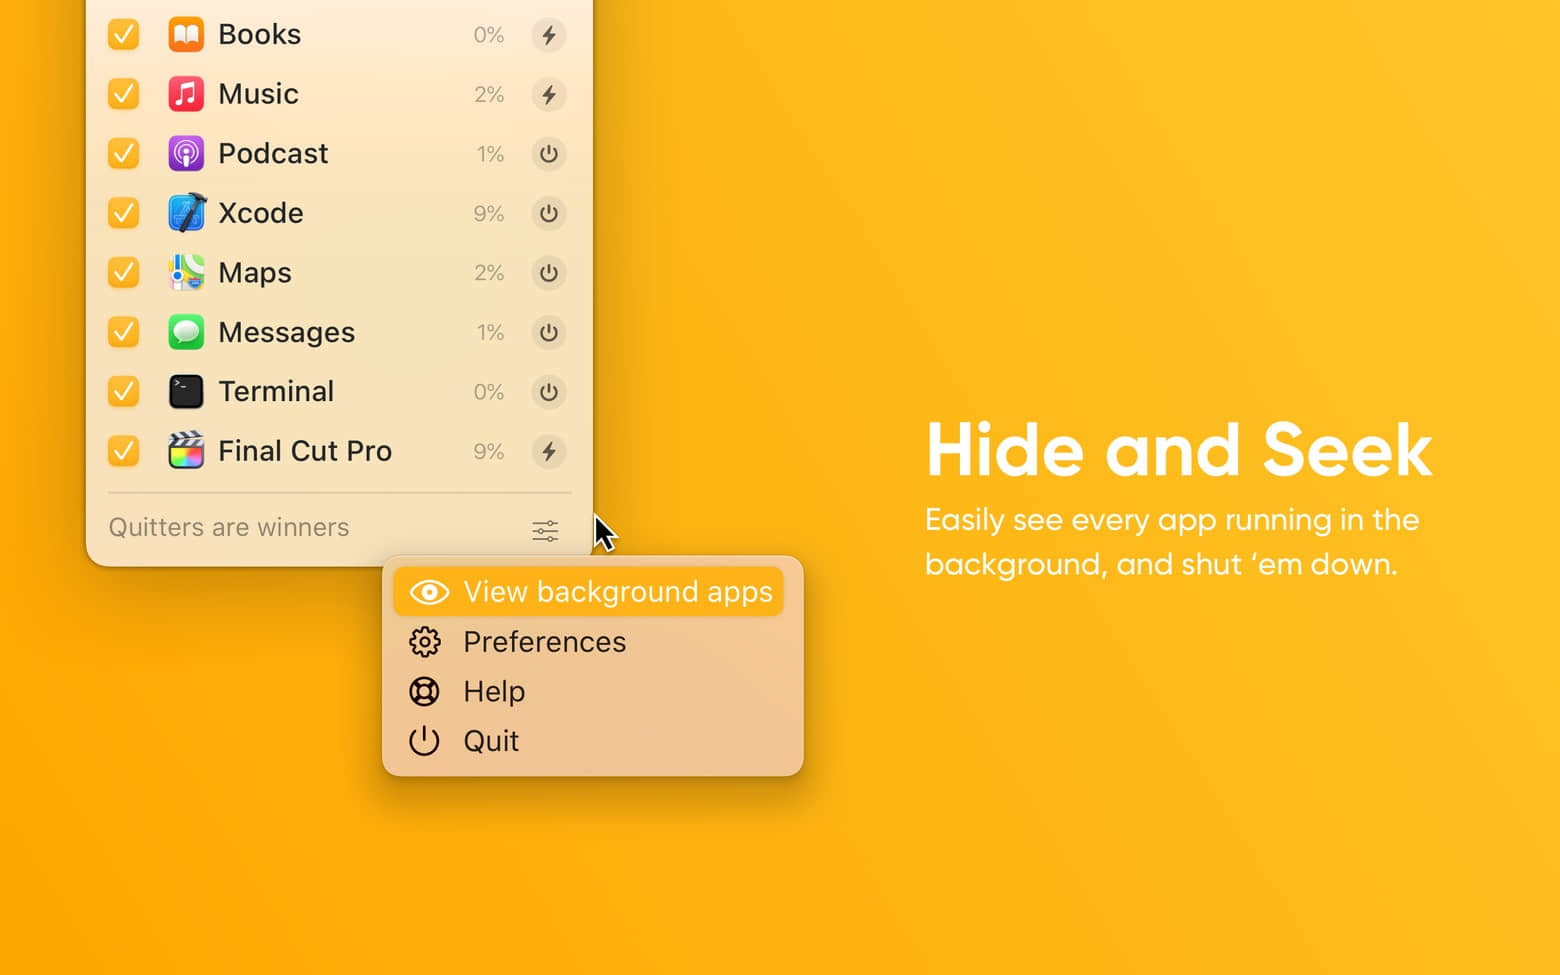 Books 0%
Music 2%
Podcast 1%
Xcode 9%
Maps 2%
Messages 1%
Terminal 0%
Final Cut Pro 9%
Quitters are winners
View background apps
Preferences
Help
Quit
Hide and Seek
Easily see every app running in the
background, and shut ‘em down.